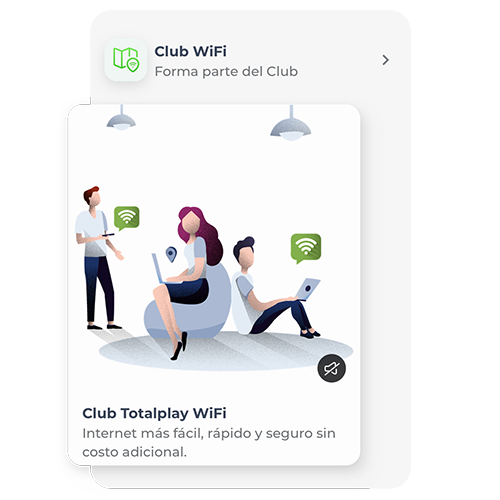 Club WiFi
Forma parte del Club
Club Totalplay WiFi
Internet más fácil, rápido y seguro sin
costo adicional.